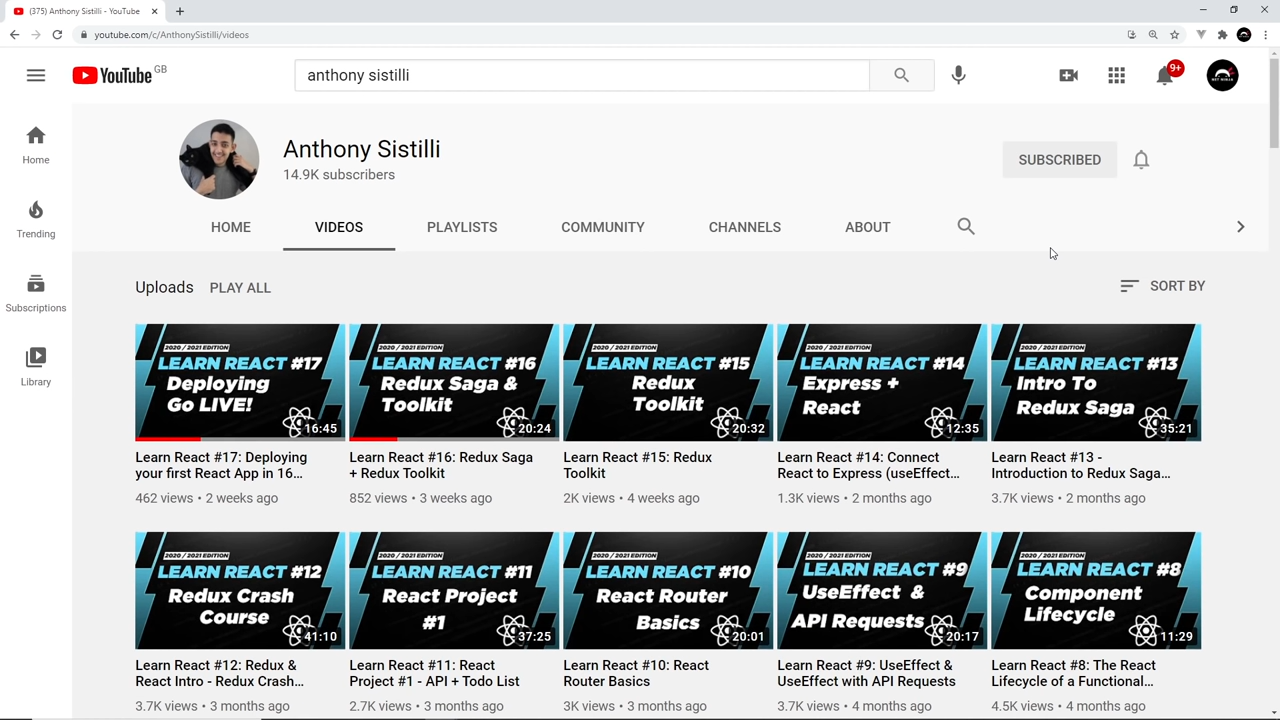 (375) Anthony Sistilli - YouTube
youtube.com/c/AnthonySistilli/videos
YouTube GB
anthony sistilli
9+
Home
Trending
Subscriptions
Library
Anthony Sistilli
14.9K subscribers
SUBSCRIBED
HOME VIDEOS PLAYLISTS COMMUNITY CHANNELS ABOUT
Uploads PLAY ALL
SORT BY
2020 / 2021 EDITION
LEARN REACT #17
Deploying
Go LIVE!
16:45
Learn React #17: Deploying
your first React App in 16...
462 views • 2 weeks ago
2020 / 2021 EDITION
LEARN REACT #16
Redux Saga &
Toolkit
20:24
Learn React #16: Redux Saga
+ Redux Toolkit
852 views • 3 weeks ago
2020 / 2021 EDITION
LEARN REACT #15
Redux
Toolkit
20:32
Learn React #15: Redux
Toolkit
2K views • 4 weeks ago
2020 / 2021 EDITION
LEARN REACT #14
Express +
React
12:35
Learn React #14: Connect
React to Express (useEffect...
1.3K views • 2 months ago
2020 / 2021 EDITION
LEARN REACT #13
Intro To
Redux Saga
35:21
Learn React #13 -
Introduction to Redux Saga...
3.7K views • 2 months ago
2020 / 2021 EDITION
LEARN REACT #12
Redux Crash
Course
41:10
Learn React #12: Redux &
React Intro - Redux Crash...
3.7K views • 3 months ago
2020 / 2021 EDITION
LEARN REACT #11
React Project
#1
37:25
Learn React #11: React
Project #1 - API + Todo List
2.7K views • 3 months ago
2020 / 2021 EDITION
LEARN REACT #10
React Router
Basics
20:01
Learn React #10: React
Router Basics
3K views • 3 months ago
2020 / 2021 EDITION
LEARN REACT #9
UseEffect &
API Requests
20:17
Learn React #9: UseEffect &
UseEffect with API Requests
3.7K views • 4 months ago
2020 / 2021 EDITION
LEARN REACT #8
Component
Lifecycle
11:29
Learn React #8: The React
Lifecycle of a Functional...
4.5K views • 4 months ago